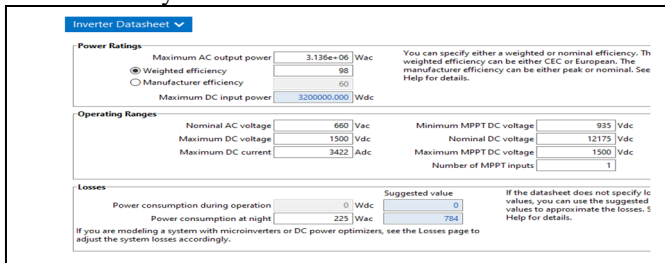 Inverter Datasheet
Power Ratings
Maximum AC output power 3.136e+06 Wac
Weighted efficiency 98
Manufacturer efficiency 60
Maximum DC input power 3200000.000 Wdc
You can specify either a weighted or nominal efficiency. Th
weighted efficiency can be either CEC or European. The
manufacturer efficiency can be either peak or nominal. See
Help for details.
Operating Ranges
Nominal AC voltage 660 Vac
Maximum DC voltage 1500 Vdc
Maximum DC current 3422 Adc
Minimum MPPT DC voltage 935 Vdc
Nominal DC voltage 12175 Vdc
Maximum MPPT DC voltage 1500 Vdc
Number of MPPT inputs 1
Losses
Suggested value
Power consumption during operation 0 Wdc 0
Power consumption at night 225 Wac 784
If the datasheet does not specify lo
values, you can use the suggested
values to approximate the losses. S
Help for details.
If you are modeling a system with microinverters or DC power optimizers, see the Losses page to
adjust the system losses accordingly.